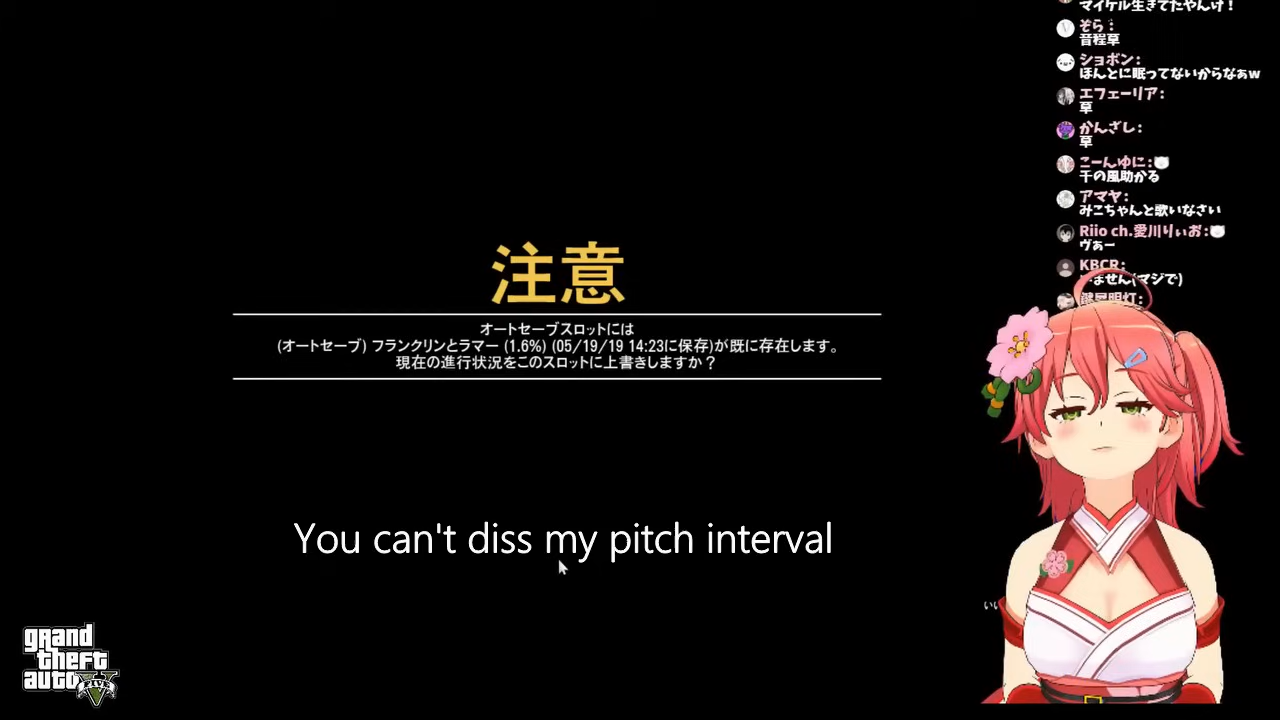 注意
オートセーブスロットには
(オートセーブ) フランクリンとラマー (1.6%) (05/19/19 14:23に保存)が既に存在します。
現在の進行状況をこのスロットに上書きしますか？
You can't diss my pitch interval
grand
theft
auto
FIVE
マイケル生きてたやんけ！
ぞら:
音程草
ショボン:
ほんとに眠ってないからなぁw
エフェーリア:
草
かんざし:
草
こーんゆに:
千の風助かる
アマヤ:
みこちゃんと歌いなさい
Riio ch.愛川りぃお:
ヴぁー
KBCR:
いません(マジで)
いい